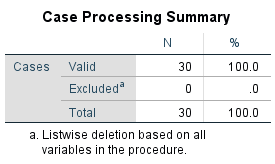 Case Processing Summary
N %
Cases Valid 30 100.0
Excludedᵃ 0 .0
Total 30 100.0
a. Listwise deletion based on all
variables in the procedure.